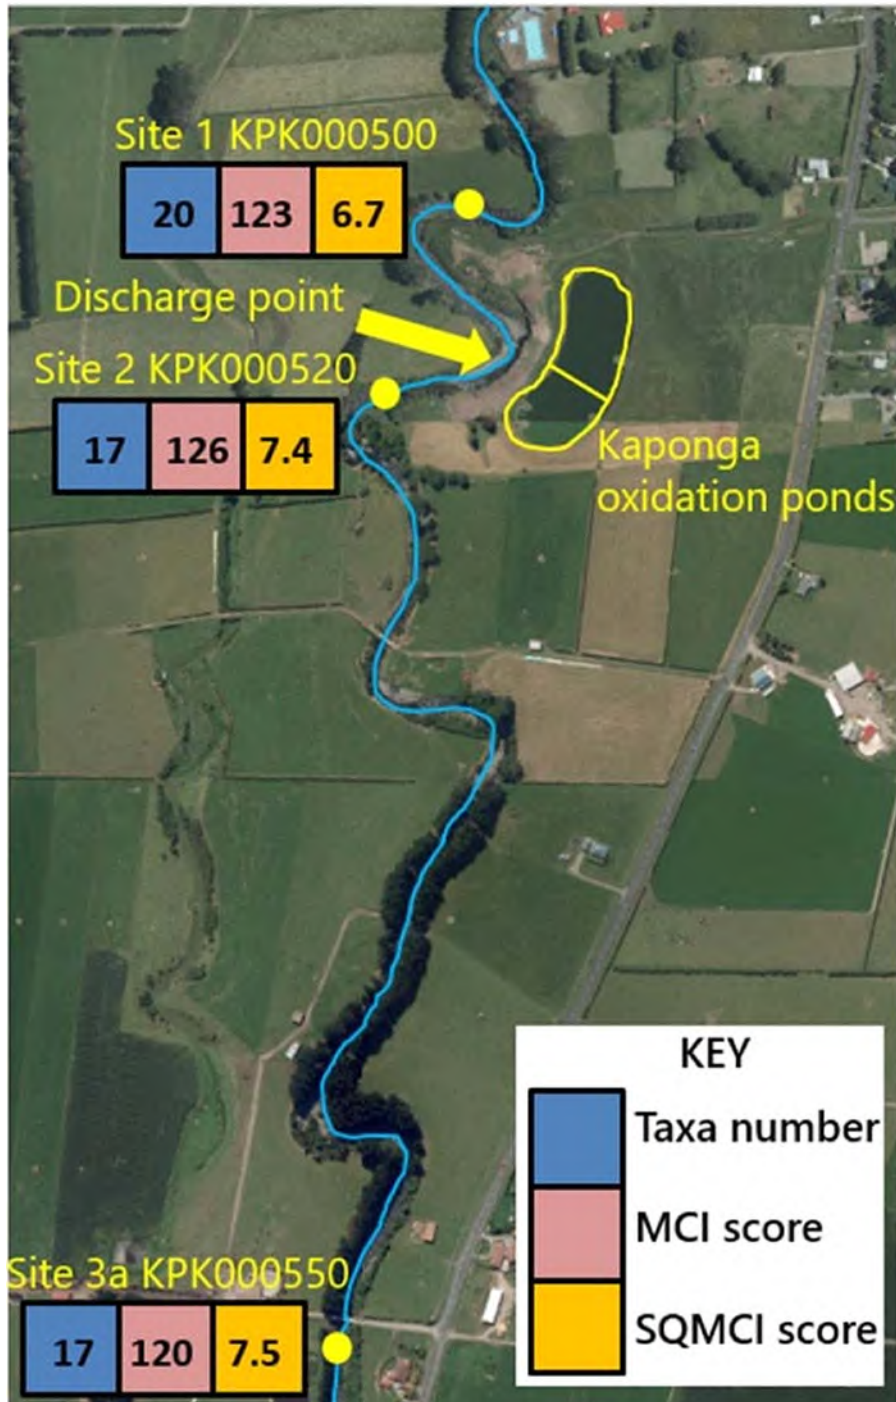 Site 1 KPK000500
20 123 6.7
Discharge point
Site 2 KPK000520
17 126 7.4
Kaponga
oxidation ponds
KEY
Taxa number
MCI score
SQMCI score
Site 3a KPK000550
17 120 7.5